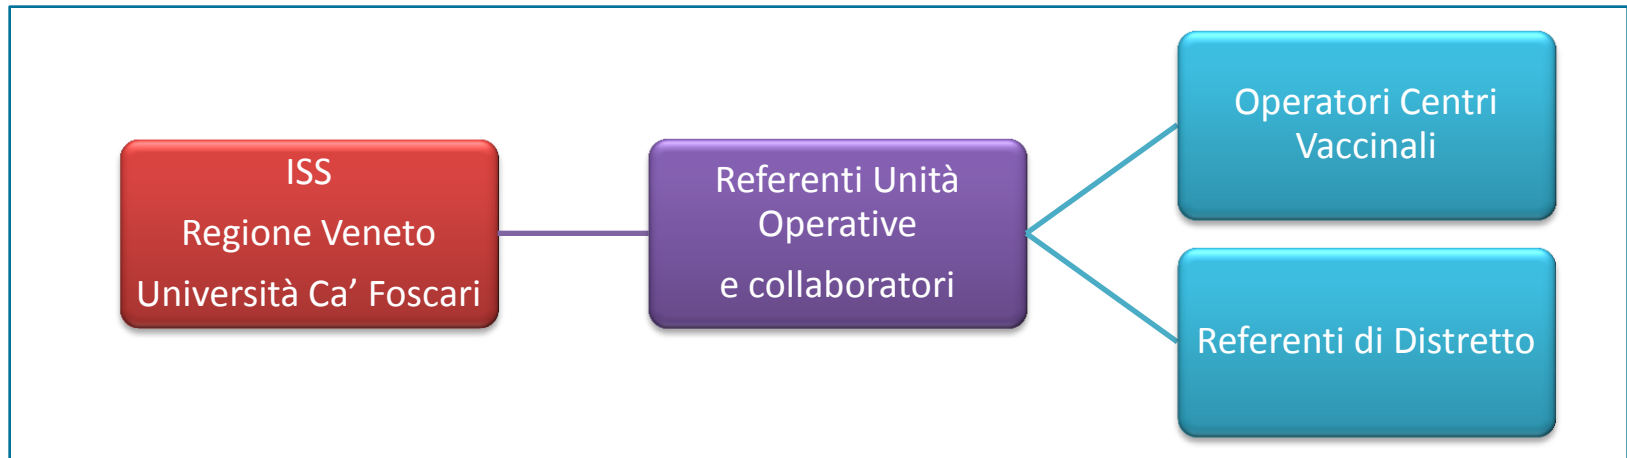 ISS
Regione Veneto
Università Ca’ Foscari
Referenti Unità
Operative
e collaboratori
Operatori Centri
Vaccinali
Referenti di Distretto